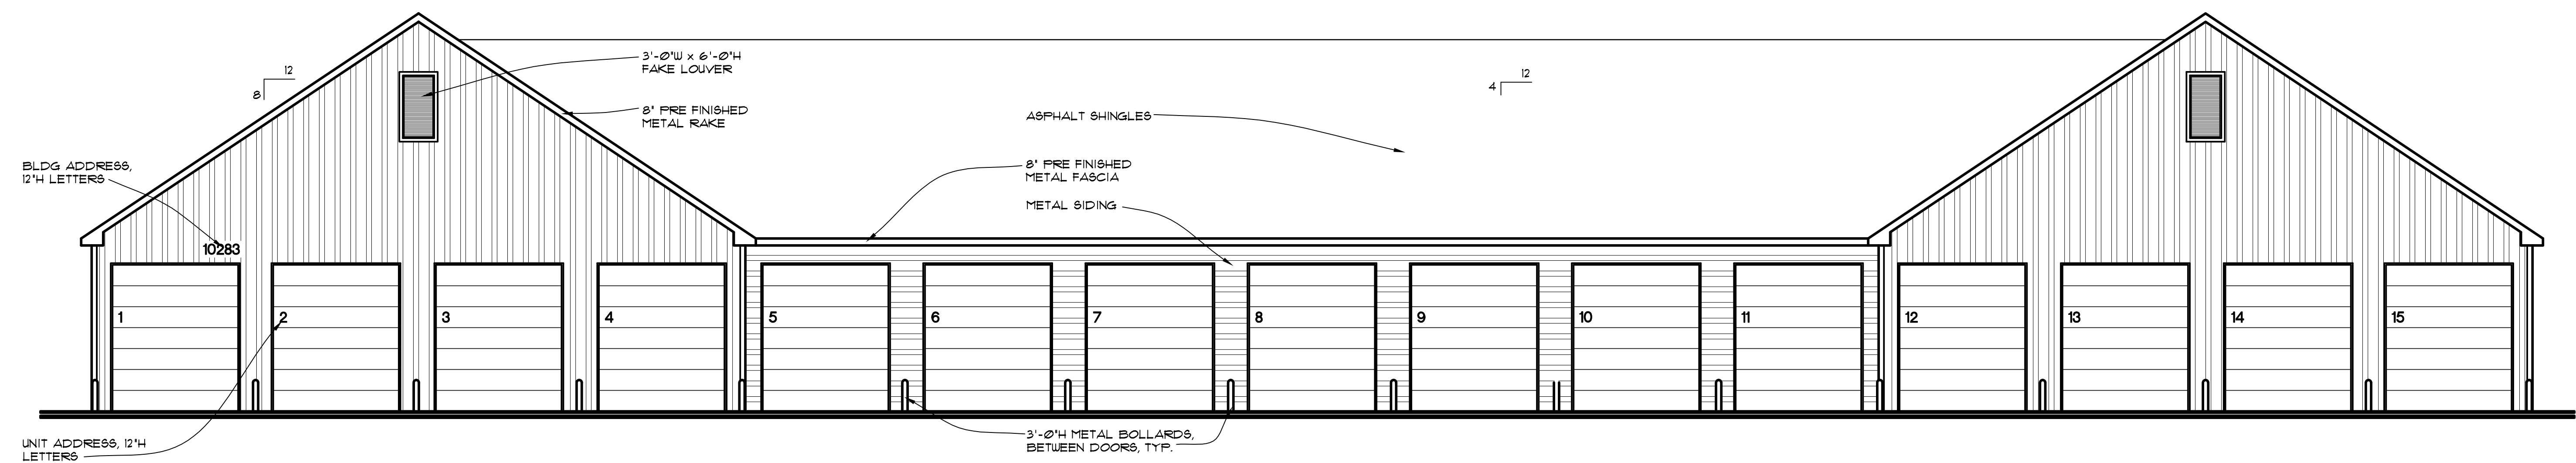 12
8
3'-0"W x 6'-0"H
FAKE LOUVER
8" PRE FINISHED
METAL RAKE
12
4
ASPHALT SHINGLES
8" PRE FINISHED
METAL FASCIA
METAL SIDING
BLDG ADDRESS,
12"H LETTERS
10283
1 2 3 4 5 6 7 8 9 10 11 12 13 14 15
UNIT ADDRESS, 12"H
LETTERS
3'-0"H METAL BOLLARDS,
BETWEEN DOORS, TYP.